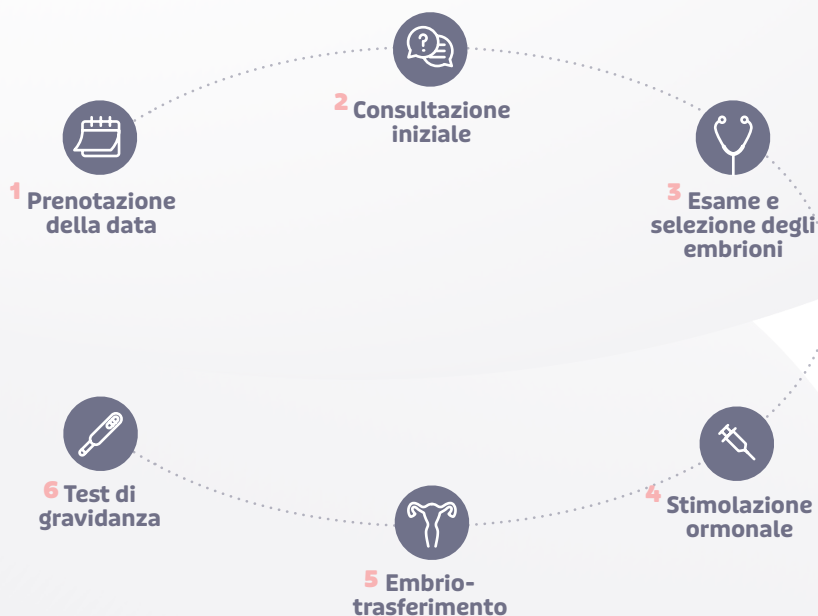 1 Prenotazione
della data
2 Consultazione
iniziale
?
3 Esame e
selezione degli
embrioni
4 Stimolazione
ormonale
5 Embrio-
trasferimento
6 Test di
gravidanza